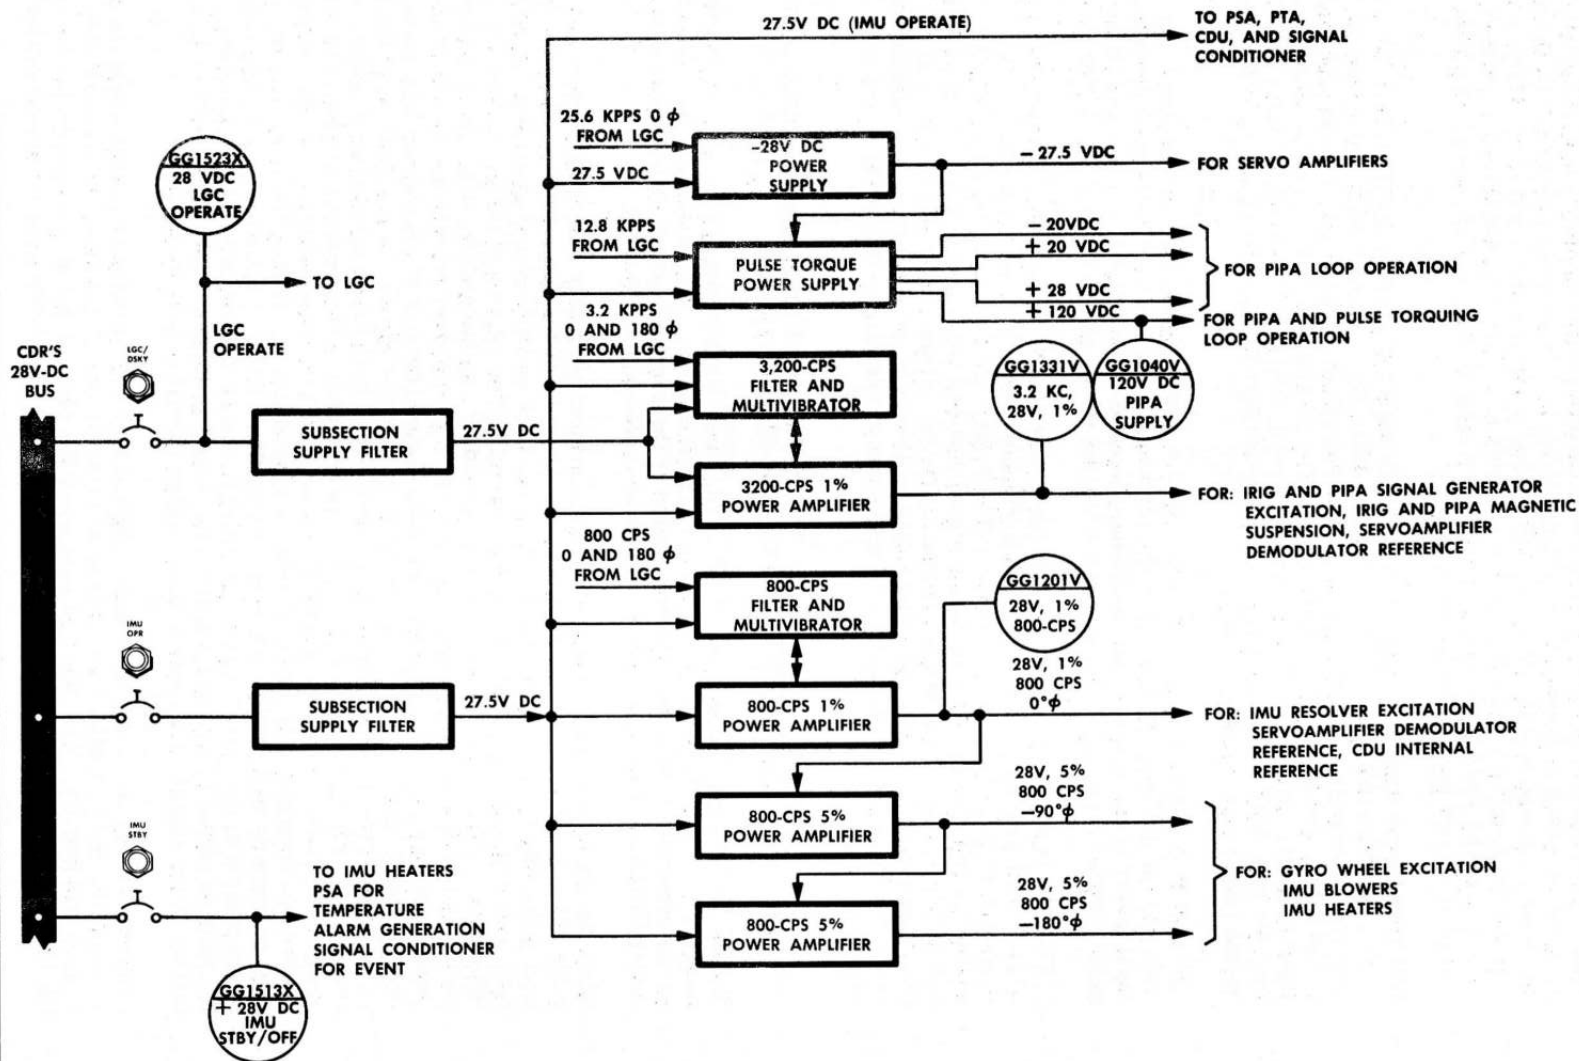 27.5V DC (IMU OPERATE)
TO PSA, PTA,
CDU, AND SIGNAL
CONDITIONER
25.6 KPPS 0 ϕ
FROM LGC
27.5 VDC
-28V DC
POWER
SUPPLY
- 27.5 VDC
FOR SERVO AMPLIFIERS
GG1523X
28 VDC
LGC
OPERATE
TO LGC
LGC
OPERATE
12.8 KPPS
FROM LGC
PULSE TORQUE
POWER SUPPLY
- 20VDC
+ 20 VDC
+ 28 VDC
+ 120 VDC
FOR PIPA LOOP OPERATION
FOR PIPA AND PULSE TORQUING
LOOP OPERATION
3.2 KPPS
0 AND 180 ϕ
FROM LGC
3,200-CPS
FILTER AND
MULTIVIBRATOR
GG1331V
3.2 KC,
28V, 1%
GG1040V
120V DC
PIPA
SUPPLY
CDR'S
28V-DC
BUS
LGC/
DSKY
SUBSECTION
SUPPLY FILTER
27.5V DC
3200-CPS 1%
POWER AMPLIFIER
FOR: IRIG AND PIPA SIGNAL GENERATOR
EXCITATION, IRIG AND PIPA MAGNETIC
SUSPENSION, SERVOAMPLIFIER
DEMODULATOR REFERENCE
800 CPS
0 AND 180 ϕ
FROM LGC
800-CPS
FILTER AND
MULTIVIBRATOR
GG1201V
28V, 1%
800-CPS
IMU
OPR
SUBSECTION
SUPPLY FILTER
27.5V DC
800-CPS 1%
POWER AMPLIFIER
28V, 1%
800 CPS
0°ϕ
FOR: IMU RESOLVER EXCITATION
SERVOAMPLIFIER DEMODULATOR
REFERENCE, CDU INTERNAL
REFERENCE
800-CPS 5%
POWER AMPLIFIER
28V, 5%
800 CPS
-90°ϕ
IMU
STBY
TO IMU HEATERS
PSA FOR
TEMPERATURE
ALARM GENERATION
SIGNAL CONDITIONER
FOR EVENT
GG1513X
+ 28V DC
IMU
STBY/OFF
800-CPS 5%
POWER AMPLIFIER
28V, 5%
800 CPS
-180°ϕ
FOR: GYRO WHEEL EXCITATION
IMU BLOWERS
IMU HEATERS